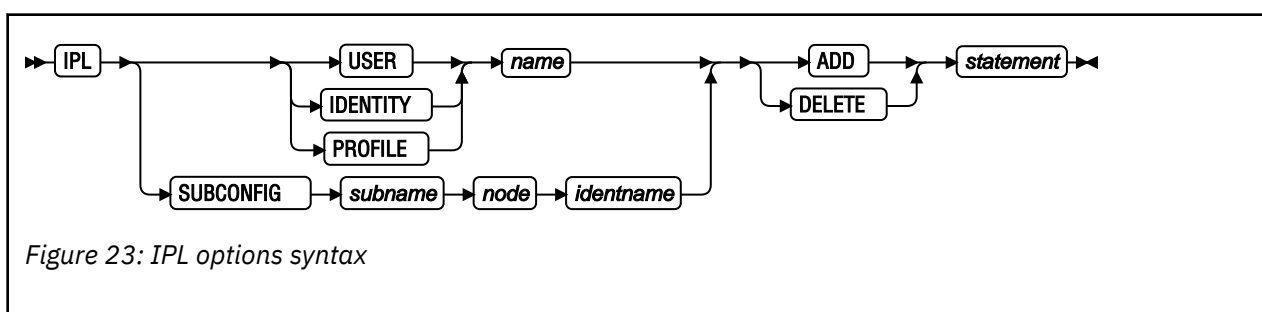 IPL USER name ADD statement
IDENTITY DELETE
PROFILE
SUBCONFIG subname node identname
Figure 23: IPL options syntax